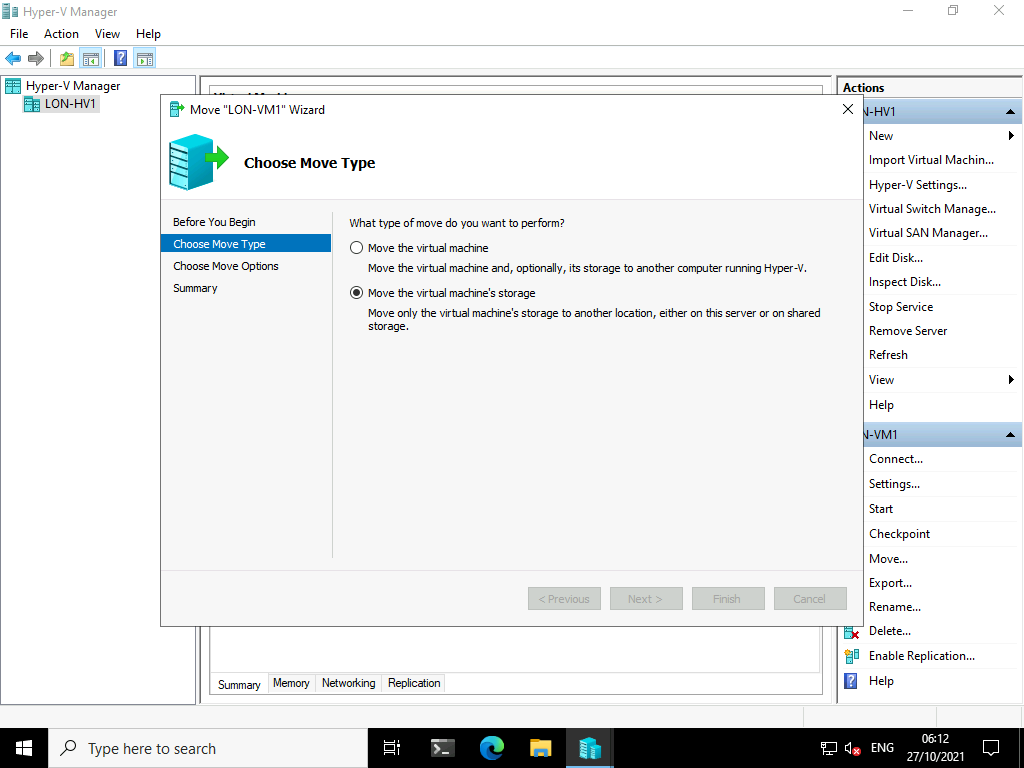 Hyper-V Manager
File Action View Help
Hyper-V Manager
LON-HV1
Move "LON-VM1" Wizard
Choose Move Type
Before You Begin
Choose Move Type
Choose Move Options
Summary
What type of move do you want to perform?
Move the virtual machine
Move the virtual machine and, optionally, its storage to another computer running Hyper-V.
Move the virtual machine's storage
Move only the virtual machine's storage to another location, either on this server or on shared
storage.
< Previous Next > Finish Cancel
Summary Memory Networking Replication
Actions
N-HV1
New
Import Virtual Machin...
Hyper-V Settings...
Virtual Switch Manage...
Virtual SAN Manager...
Edit Disk...
Inspect Disk...
Stop Service
Remove Server
Refresh
View
Help
N-VM1
Connect...
Settings...
Start
Checkpoint
Move...
Export...
Rename...
Delete...
Enable Replication...
Help
Type here to search
ENG
06:12
27/10/2021